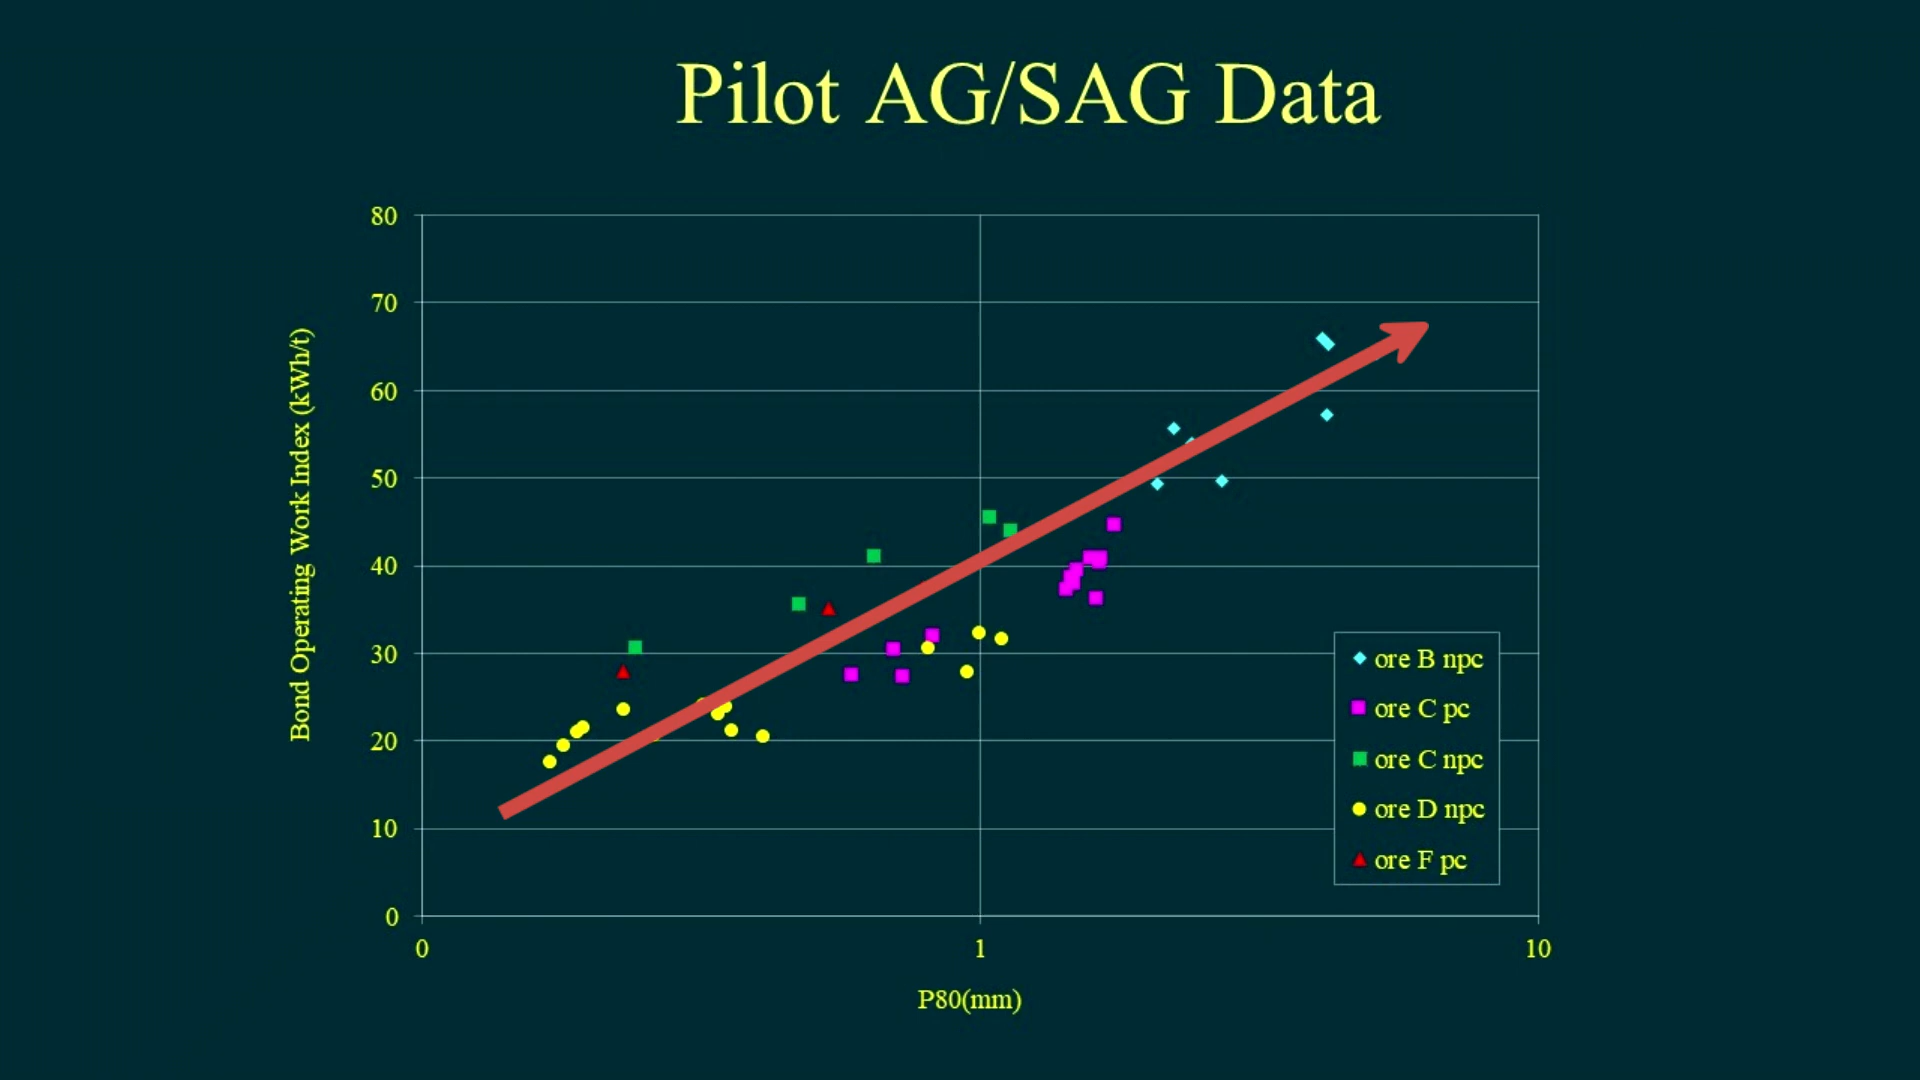 Pilot AG/SAG Data
80
70
60
50
40
30
20
10
0
Bond Operating Work Index (kWh/t)
0 1 10
P80(mm)
ore B npc
ore C pc
ore C npc
ore D npc
ore F pc